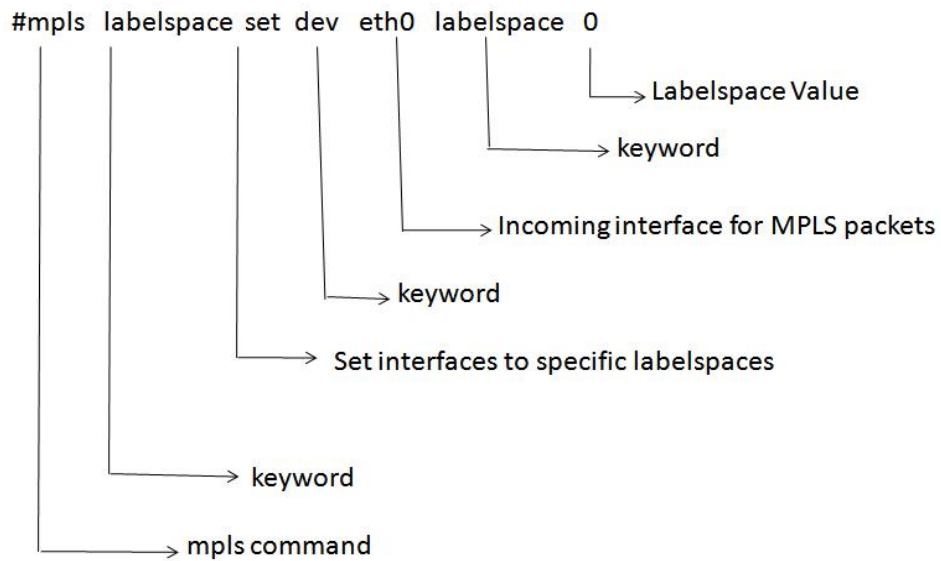 #mpls labelspace set dev eth0 labelspace 0
Labelspace Value
keyword
Incoming interface for MPLS packets
keyword
Set interfaces to specific labelspaces
keyword
mpls command